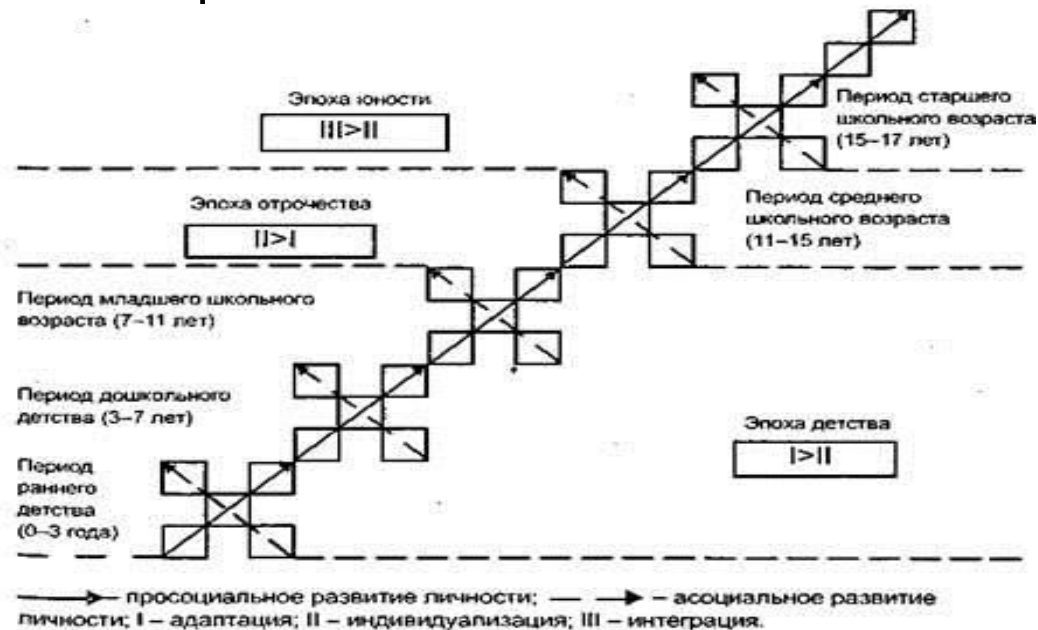 Эпоха юности
III>II
Период старшего
школьного возраста
(15–17 лет)
Эпоха отрочества
II>I
Период среднего
школьного возраста
(11–15 лет)
Период младшего школьного
возраста (7–11 лет)
Период дошкольного
детства (3–7 лет)
Эпоха детства
I>II
Период
раннего
детства
(0–3 года)
– просоциальное развитие личности; – асоциальное развитие
личности; I – адаптация; II – индивидуализация; III – интеграция.